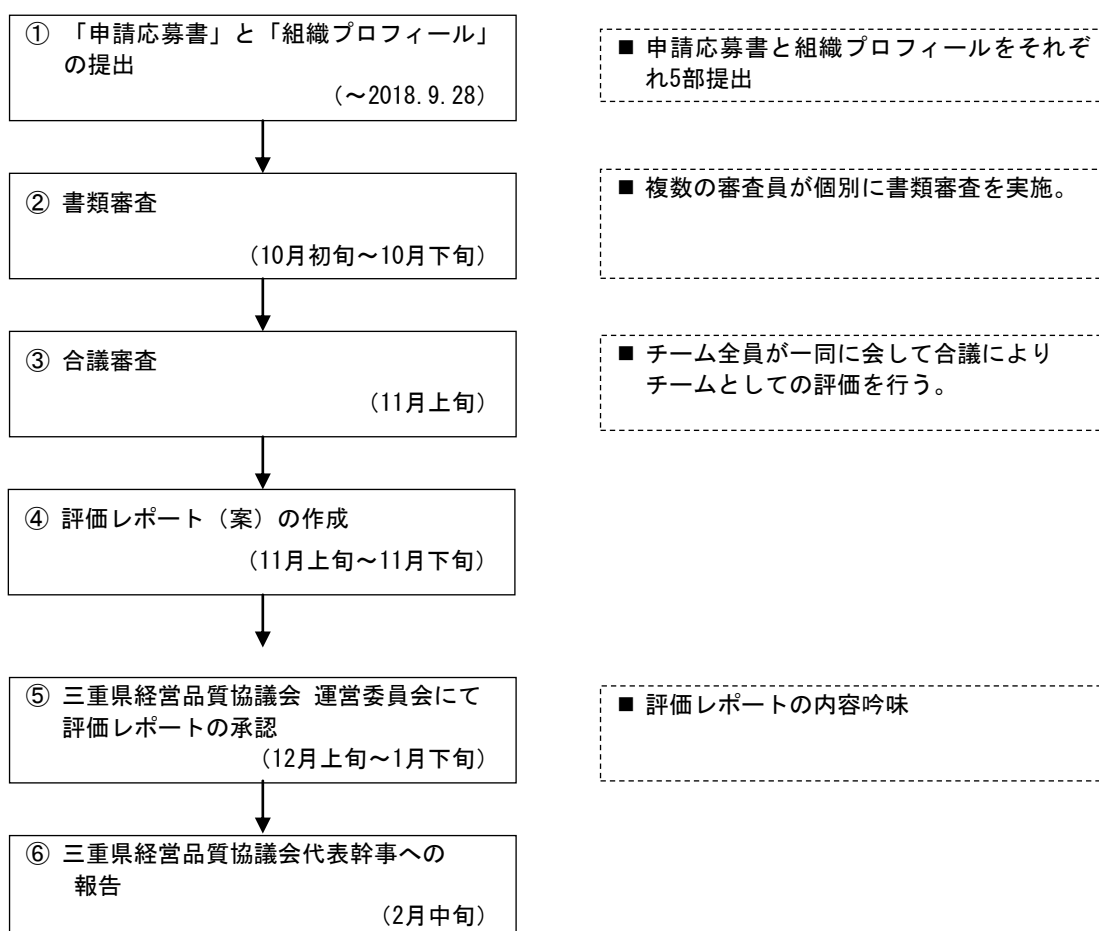 ① 「申請応募書」と「組織プロフィール」
の提出
（～2018.9.28）
■ 申請応募書と組織プロフィールをそれぞ
れ5部提出
② 書類審査
（10月初旬～10月下旬）
■ 複数の審査員が個別に書類審査を実施。
③ 合議審査
（11月上旬）
■ チーム全員が一同に会して合議により
チームとしての評価を行う。
④ 評価レポート（案）の作成
（11月上旬～11月下旬）
⑤ 三重県経営品質協議会 運営委員会にて
評価レポートの承認
（12月上旬～1月下旬）
■ 評価レポートの内容吟味
⑥ 三重県経営品質協議会代表幹事への
報告
（2月中旬）